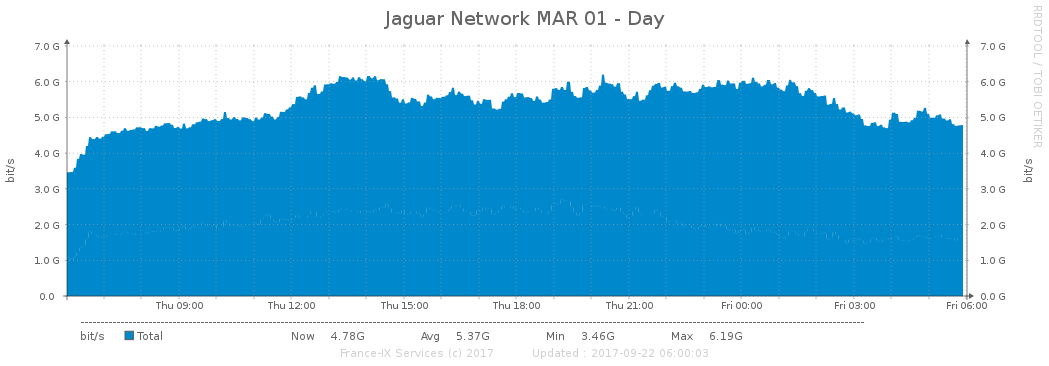 Jaguar Network MAR 01 - Day
RRDTOOL / TOBI OETIKER
7.0 G 7.0 G
6.0 G 6.0 G
5.0 G 5.0 G
4.0 G 4.0 G
3.0 G 3.0 G
2.0 G 2.0 G
1.0 G 1.0 G
0.0 0.0 G
bit/s bit/s
Thu 09:00 Thu 12:00 Thu 15:00 Thu 18:00 Thu 21:00 Fri 00:00 Fri 03:00 Fri 06:00
bit/s Total Now 4.78G Avg 5.37G Min 3.46G Max 6.19G
France-IX Services (c) 2017 Updated : 2017-09-22 06:00:03